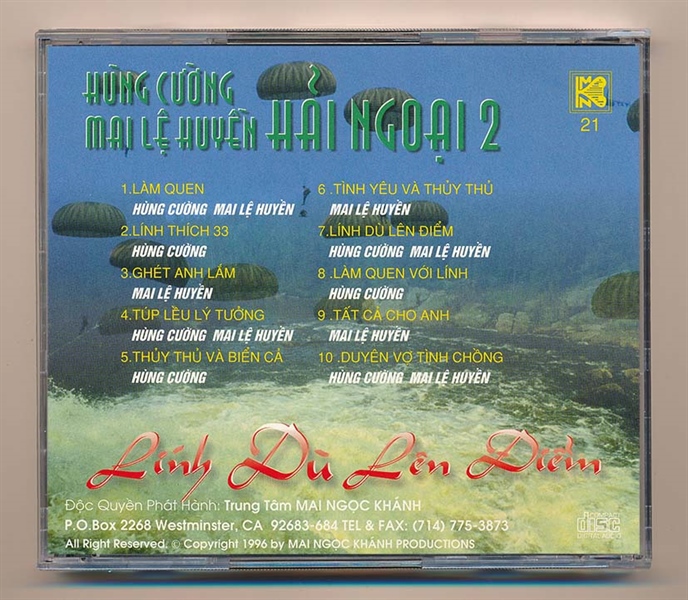 HÙNG CƯỜNG
MAI LỆ HUYỀN HẢI NGOẠI 2
MNK
21
1.LÀM QUEN
HÙNG CƯỜNG MAI LỆ HUYỀN
2.LÍNH THÍCH 33
HÙNG CƯỜNG
3.GHÉT ANH LẮM
MAI LỆ HUYỀN
4.TÚP LỀU LÝ TƯỞNG
HÙNG CƯỜNG MAI LỆ HUYỀN
5.THỦY THỦ VÀ BIỂN CẢ
HÙNG CƯỜNG
6 .TÌNH YÊU VÀ THỦY THỦ
MAI LỆ HUYỀN
7.LÍNH DÙ LÊN ĐIỂM
HÙNG CƯỜNG MAI LỆ HUYỀN
8 .LÀM QUEN VỚI LÍNH
HÙNG CƯỜNG
9 .TẤT CẢ CHO ANH
MAI LỆ HUYỀN
10 .DUYÊN VỢ TÌNH CHỒNG
HÙNG CƯỜNG MAI LỆ HUYỀN
Lính Dù Lên Điểm
Độc Quyền Phát Hành: Trung Tâm MAI NGỌC KHÁNH
P.O.Box 2268 Westminster, CA 92683-684 TEL & FAX: (714) 775-3873
All Right Reserved. © Copyright 1996 by MAI NGỌC KHÁNH PRODUCTIONS
COMPACT
disc
DIGITAL AUDIO